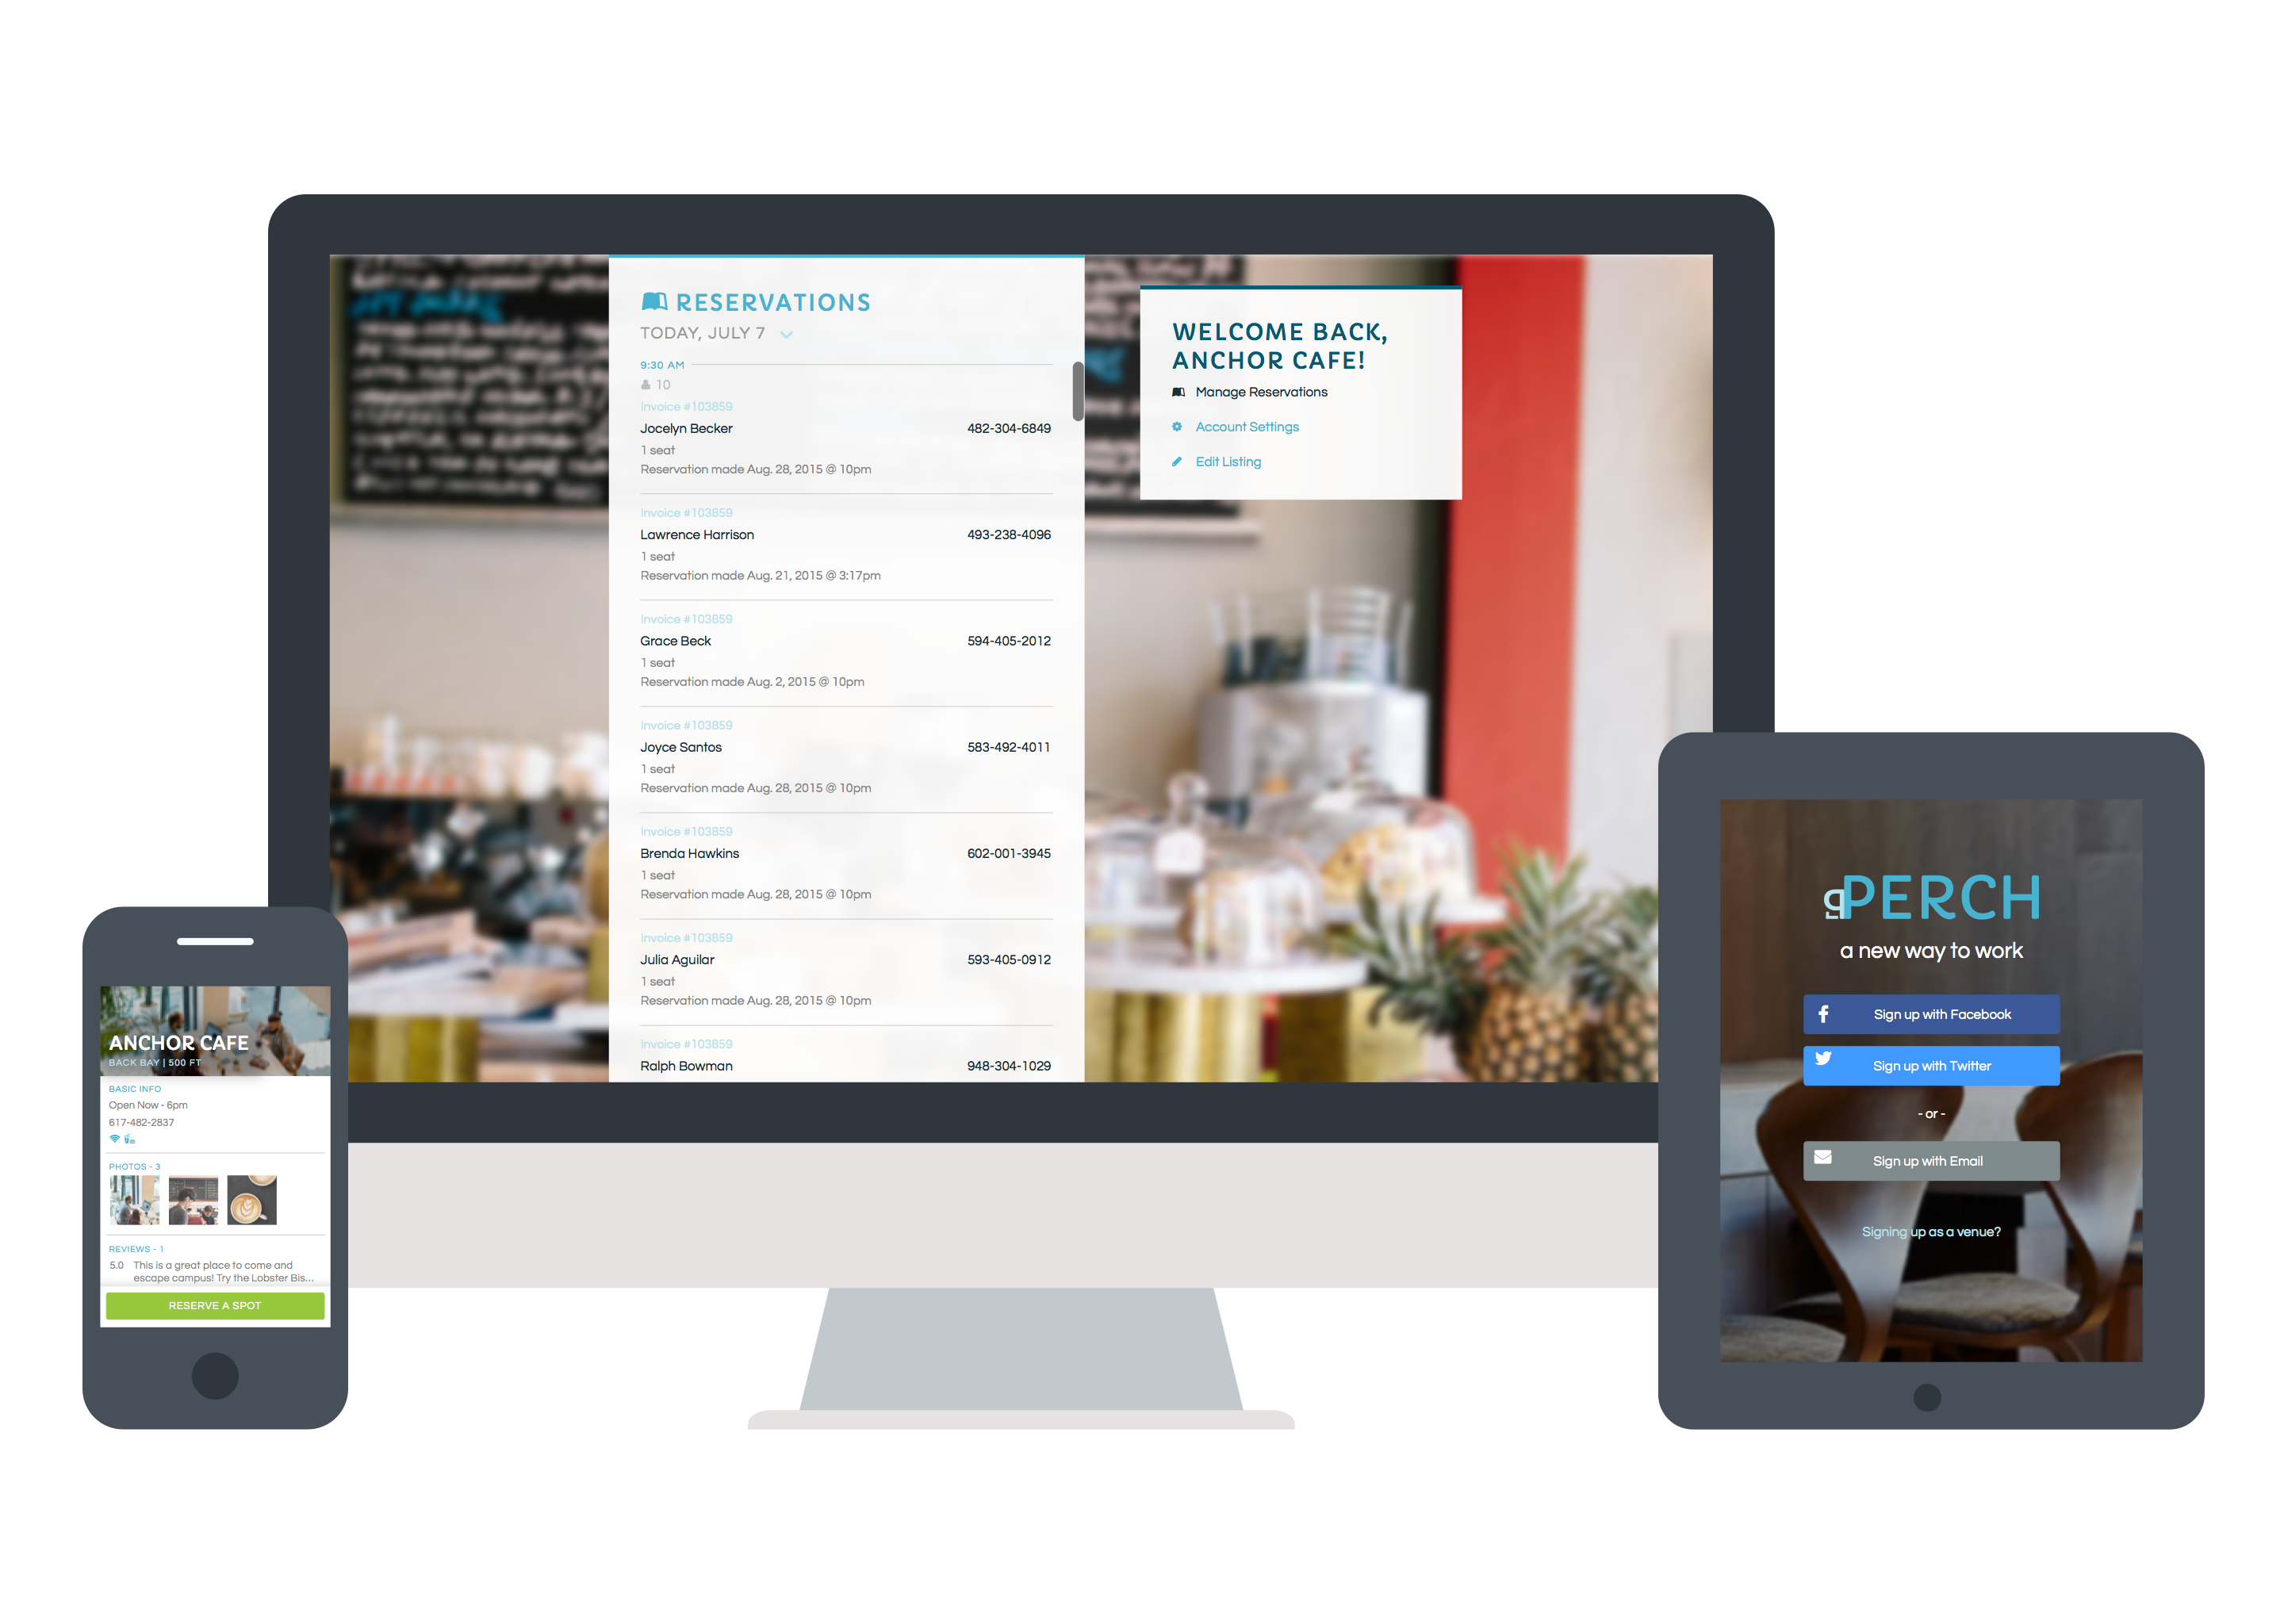 RESERVATIONS
TODAY, JULY 7
9:30 AM
10
Invoice #103859
Jocelyn Becker 482-304-6849
1 seat
Reservation made Aug. 28, 2015 @ 10pm
Invoice #103859
Lawrence Harrison 493-238-4096
1 seat
Reservation made Aug. 21, 2015 @ 3:17pm
Invoice #103859
Grace Beck 594-405-2012
1 seat
Reservation made Aug. 2, 2015 @ 10pm
Invoice #103859
Joyce Santos 583-492-4011
1 seat
Reservation made Aug. 28, 2015 @ 10pm
Invoice #103859
Brenda Hawkins 602-001-3945
1 seat
Reservation made Aug. 28, 2015 @ 10pm
Invoice #103859
Julia Aguilar 593-405-0912
1 seat
Reservation made Aug. 28, 2015 @ 10pm
Invoice #103859
Ralph Bowman 948-304-1029
WELCOME BACK,
ANCHOR CAFE!
Manage Reservations
Account Settings
Edit Listing
ANCHOR CAFE
BACK BAY | 500 FT
BASIC INFO
Open Now - 6pm
617-482-2837
PHOTOS - 3
REVIEWS - 1
5.0 This is a great place to come and
escape campus! Try the Lobster Bis...
RESERVE A SPOT
PERCH
a new way to work
Sign up with Facebook
Sign up with Twitter
- or -
Sign up with Email
Signing up as a venue?